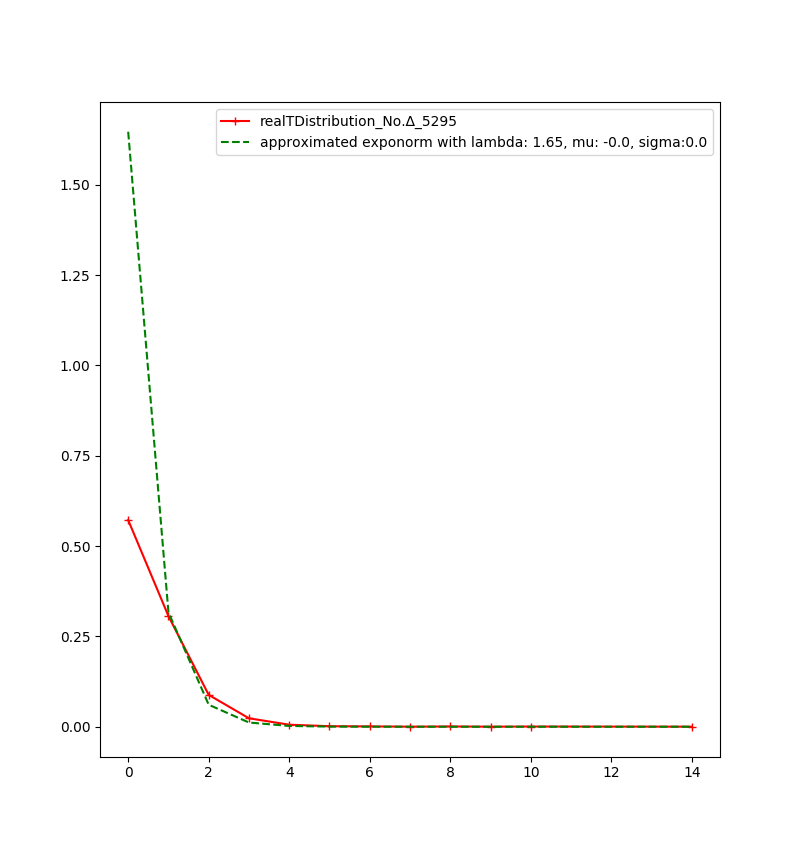 realTDistribution_No.Δ_5295
approximated exponorm with lambda: 1.65, mu: -0.0, sigma:0.0
1.50
1.25
1.00
0.75
0.50
0.25
0.00
0 2 4 6 8 10 12 14